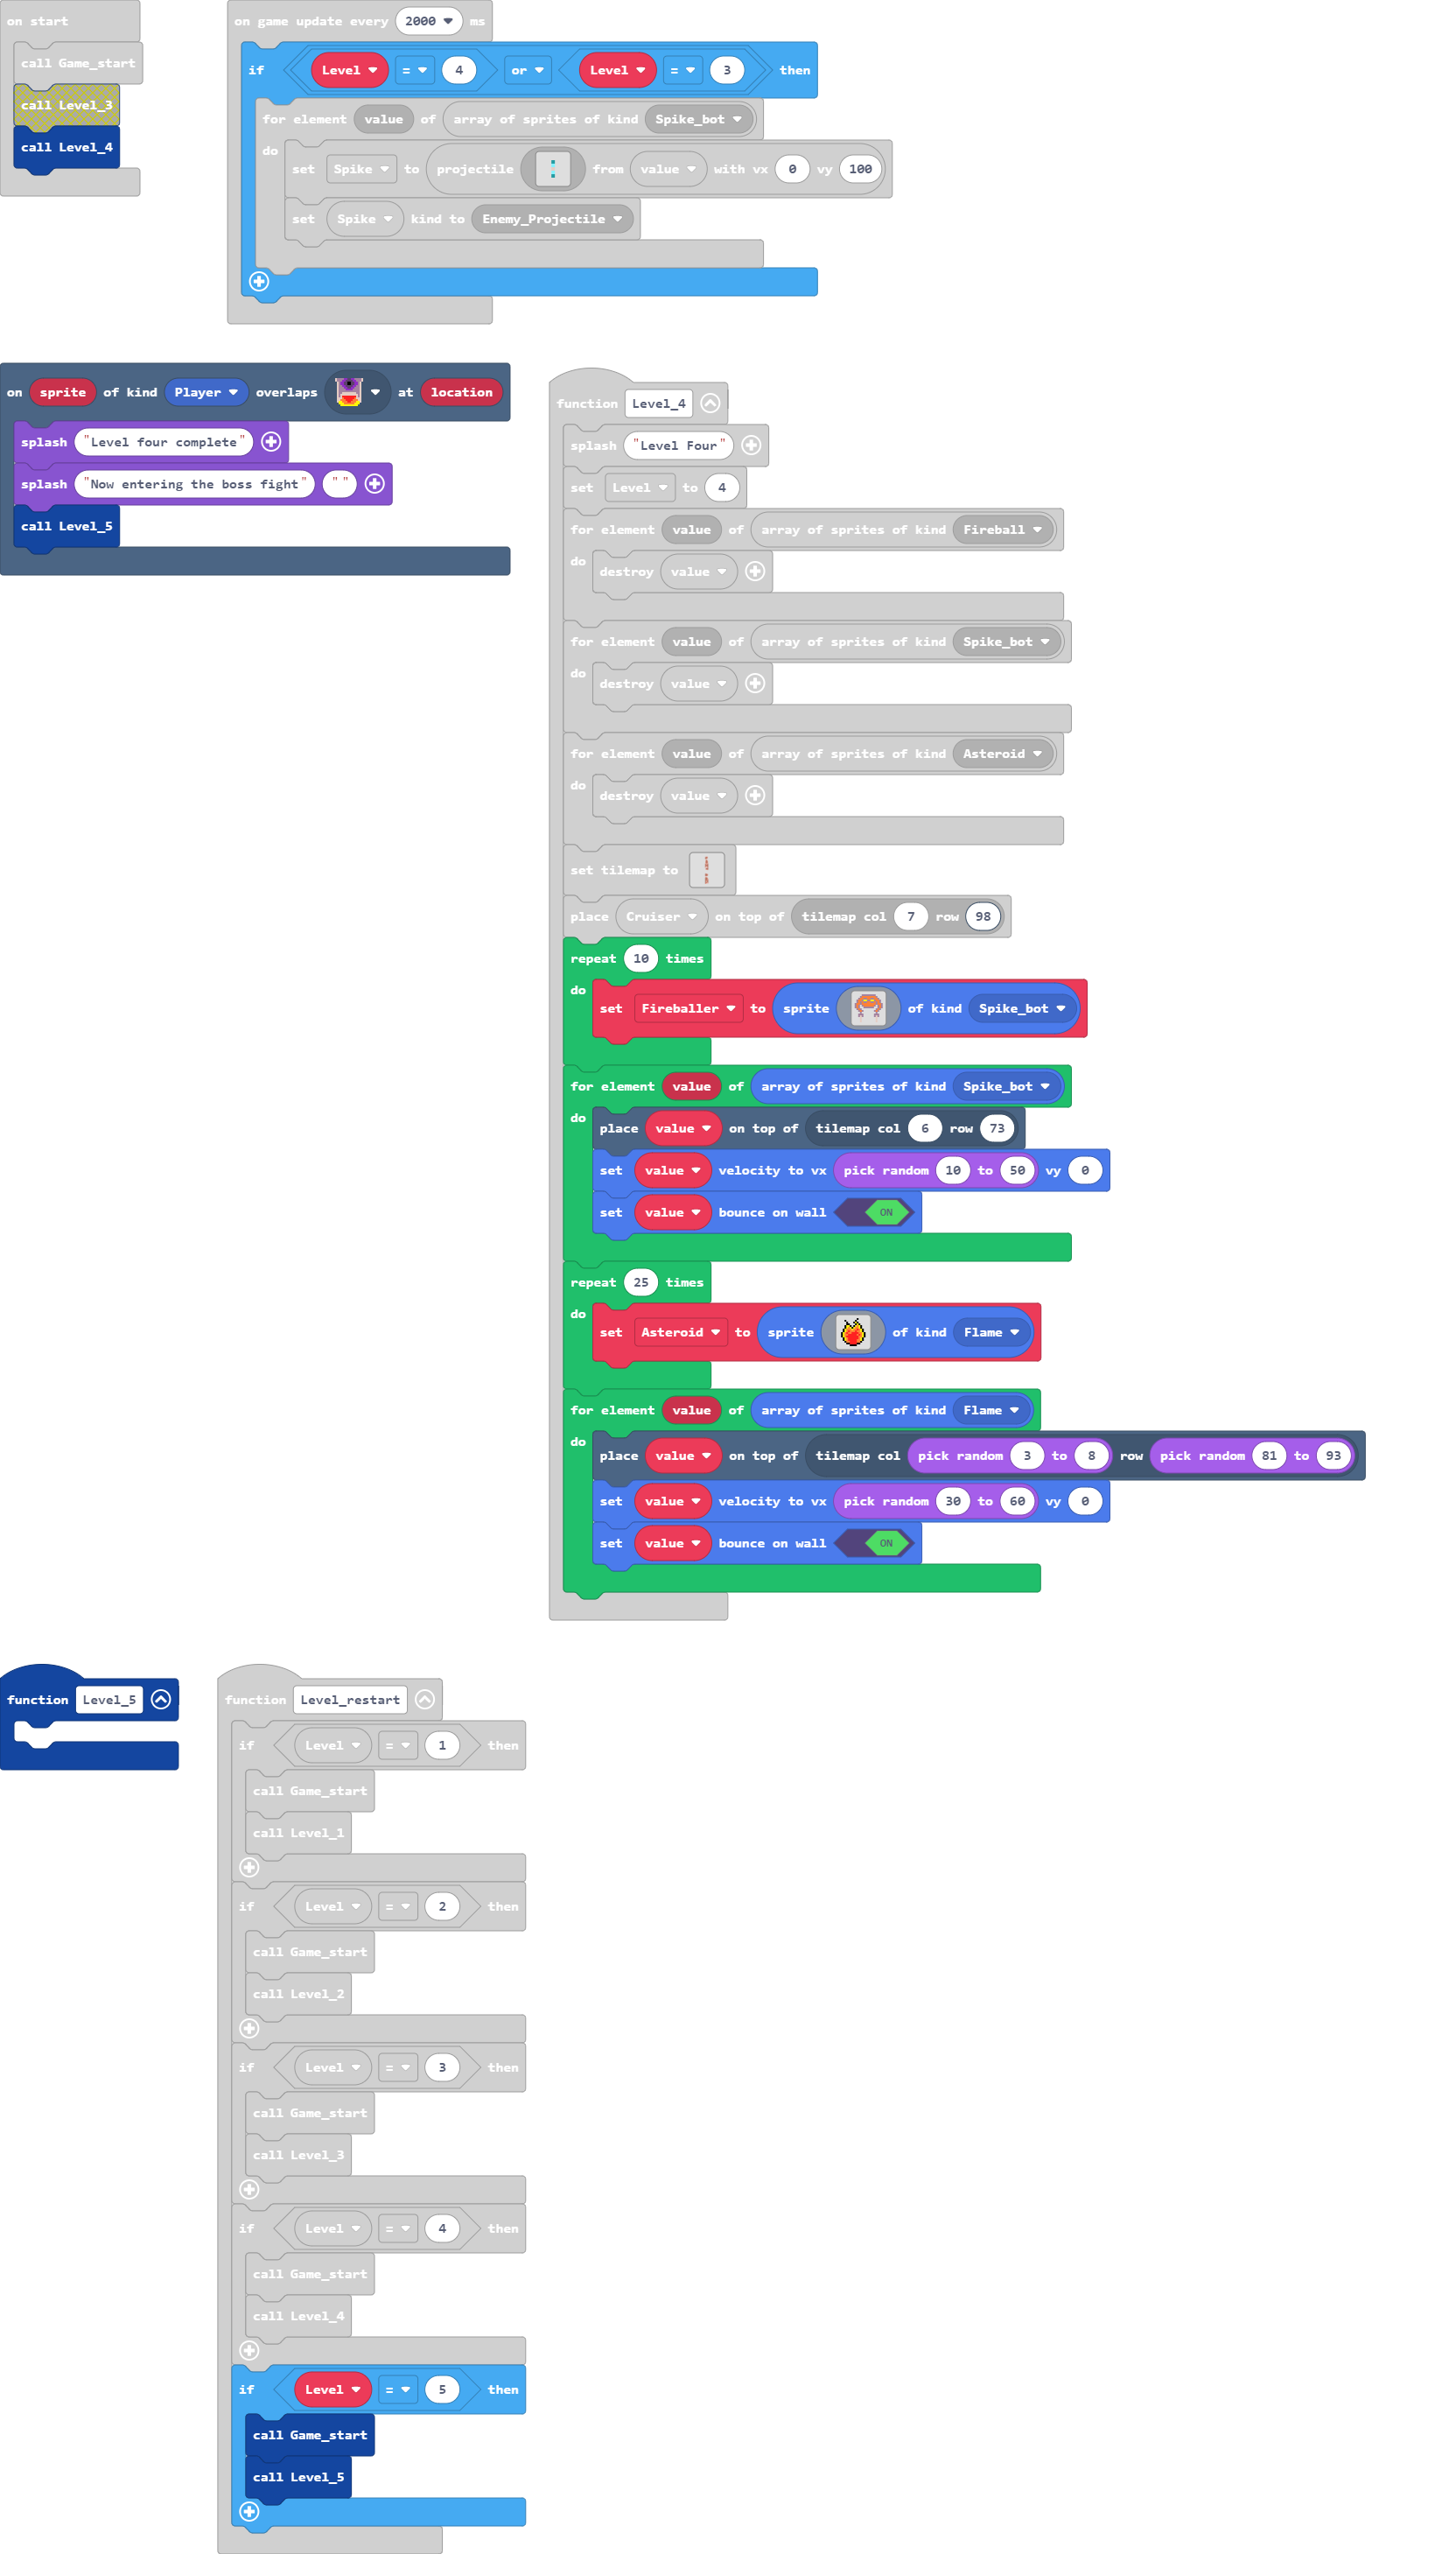 on start
call Game_start
call Level_3
call Level_4
on game update every 2000 ms
if Level = 4 or Level = 3 then
for element value of array of sprites of kind Spike_bot
do
set Spike to projectile from value with vx 0 vy 100
set Spike kind to Enemy_Projectile
on sprite of kind Player overlaps at location
splash "Level four complete"
splash "Now entering the boss fight" ""
call Level_5
function Level_4
splash "Level Four"
set Level to 4
for element value of array of sprites of kind Fireball
do
destroy value
for element value of array of sprites of kind Spike_bot
do
destroy value
for element value of array of sprites of kind Asteroid
do
destroy value
set tilemap to
place Cruiser on top of tilemap col 7 row 98
repeat 10 times
do
set Fireballer to sprite of kind Spike_bot
for element value of array of sprites of kind Spike_bot
do
place value on top of tilemap col 6 row 73
set value velocity to vx pick random 10 to 50 vy 0
set value bounce on wall ON
repeat 25 times
do
set Asteroid to sprite of kind Flame
for element value of array of sprites of kind Flame
do
place value on top of tilemap col pick random 3 to 8 row pick random 81 to 93
set value velocity to vx pick random 30 to 60 vy 0
set value bounce on wall ON
function Level_5
function Level_restart
if Level = 1 then
call Game_start
call Level_1
if Level = 2 then
call Game_start
call Level_2
if Level = 3 then
call Game_start
call Level_3
if Level = 4 then
call Game_start
call Level_4
if Level = 5 then
call Game_start
call Level_5